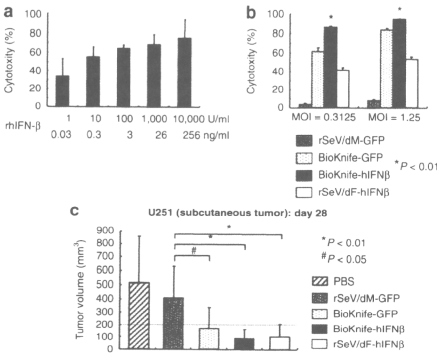 a
Cytotoxity (%)
100
80
60
40
20
0
1 10 100 1,000 10,000 U/ml
rhIFN-β
0.03 0.3 3 26 256 ng/ml
b
Cytotoxity (%)
100
80
60
40
20
0
* *
MOI = 0.3125 MOI = 1.25
rSeV/dM-GFP
BioKnife-GFP
BioKnife-hIFNβ
rSeV/dF-hIFNβ
*P < 0.01
c
U251 (subcutaneous tumor): day 28
Tumor volume (mm³)
900
800
700
600
500
400
300
200
100
0
*
*
#
*P < 0.01
#P < 0.05
PBS
rSeV/dM-GFP
BioKnife-GFP
BioKnife-hIFNβ
rSeV/dF-hIFNβ